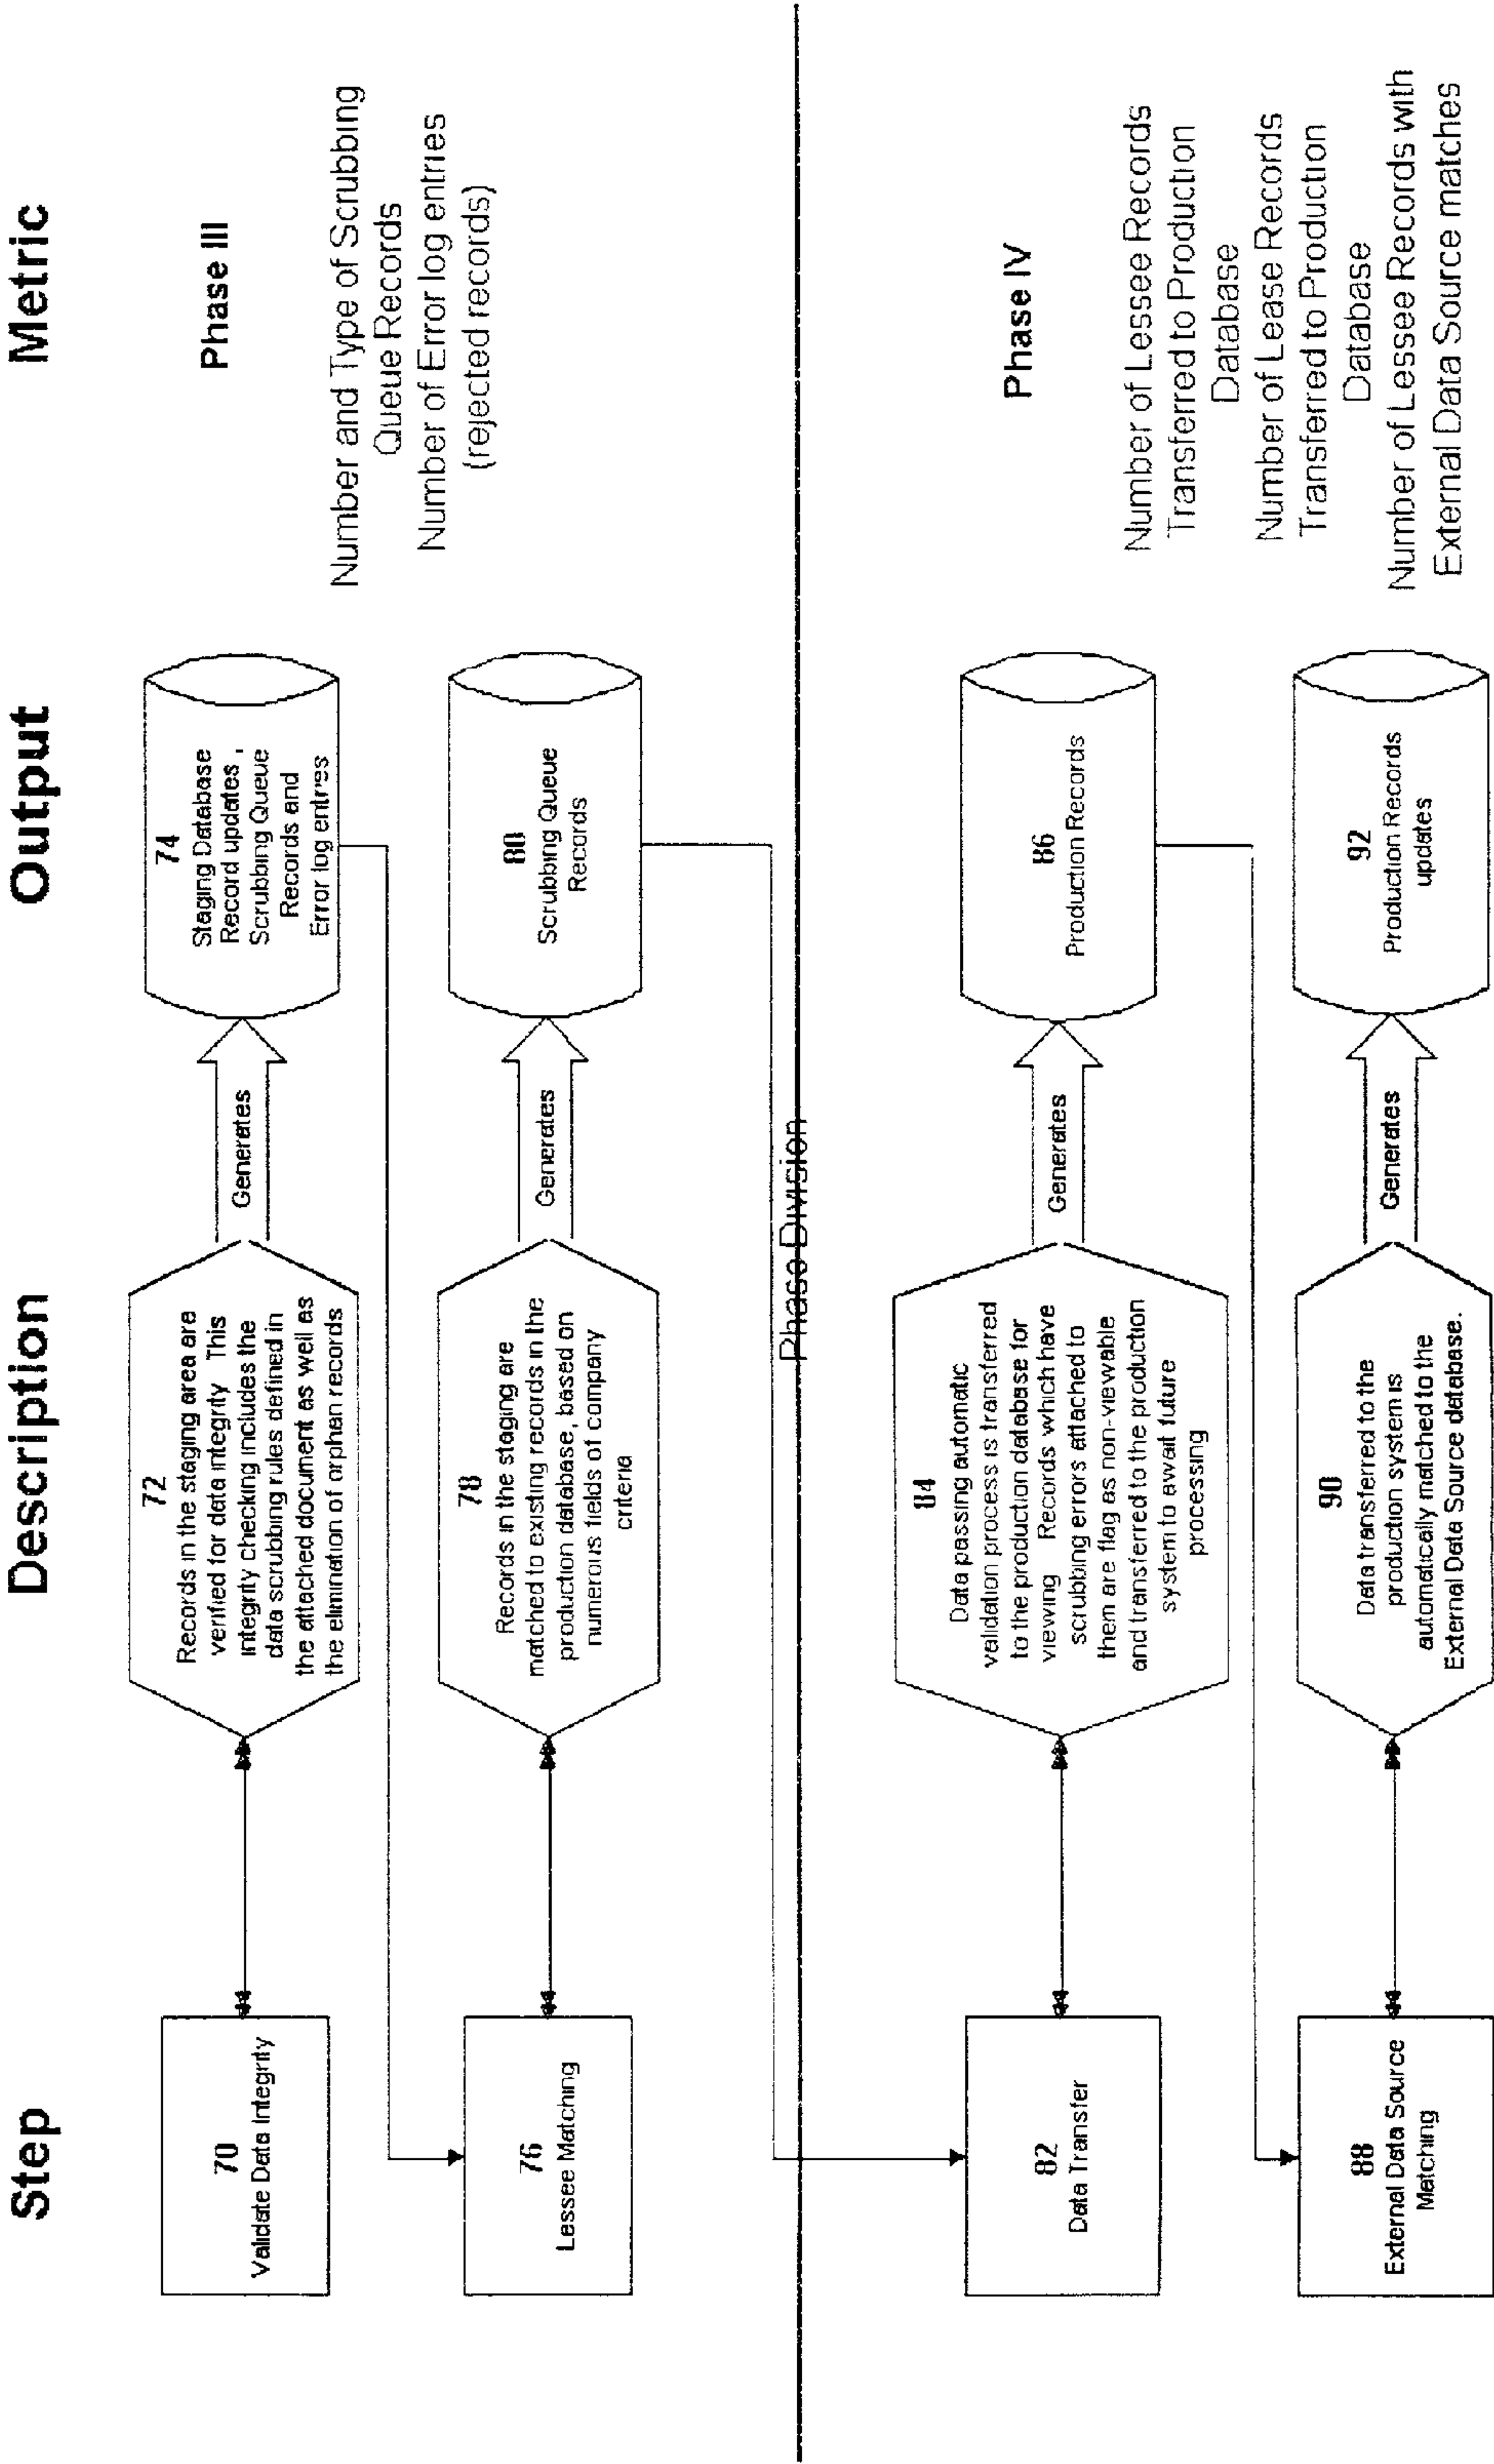 Step
Description
Output
Metric
70
Validate Data Integrity
72
Records in the staging area are
verified for data integrity This
integrity checking includes the
data scrubbing rules defined in
the attached document as well as
the elimination of orphan records
Generates
74
Staging Database
Record updates ,
Scrubbing Queue
Records and
Error log entries
Phase III
Number and Type of Scrubbing
Queue Records
Number of Error log entries
(rejected records)
76
Lessee Matching
78
Records in the staging are
matched to existing records in the
production database, based on
numerous fields of company
criteria
Generates
80
Scrubbing Queue
Records
Phase Division
82
Data Transfer
84
Data passing automatic
validation process is transferred
to the production database for
viewing Records which have
scrubbing errors attached to
them are flag as non-viewable
and transferred to the production
system to await future
processing
Generates
86
Production Records
Phase IV
Number of Lessee Records
Transferred to Production
Database
Number of Lease Records
Transferred to Production
Database
Number of Lessee Records with
External Data Source matches
88
External Data Source
Matching
90
Data transferred to the
production system is
automatically matched to the
External Data Source database.
Generates
92
Production Records
updates